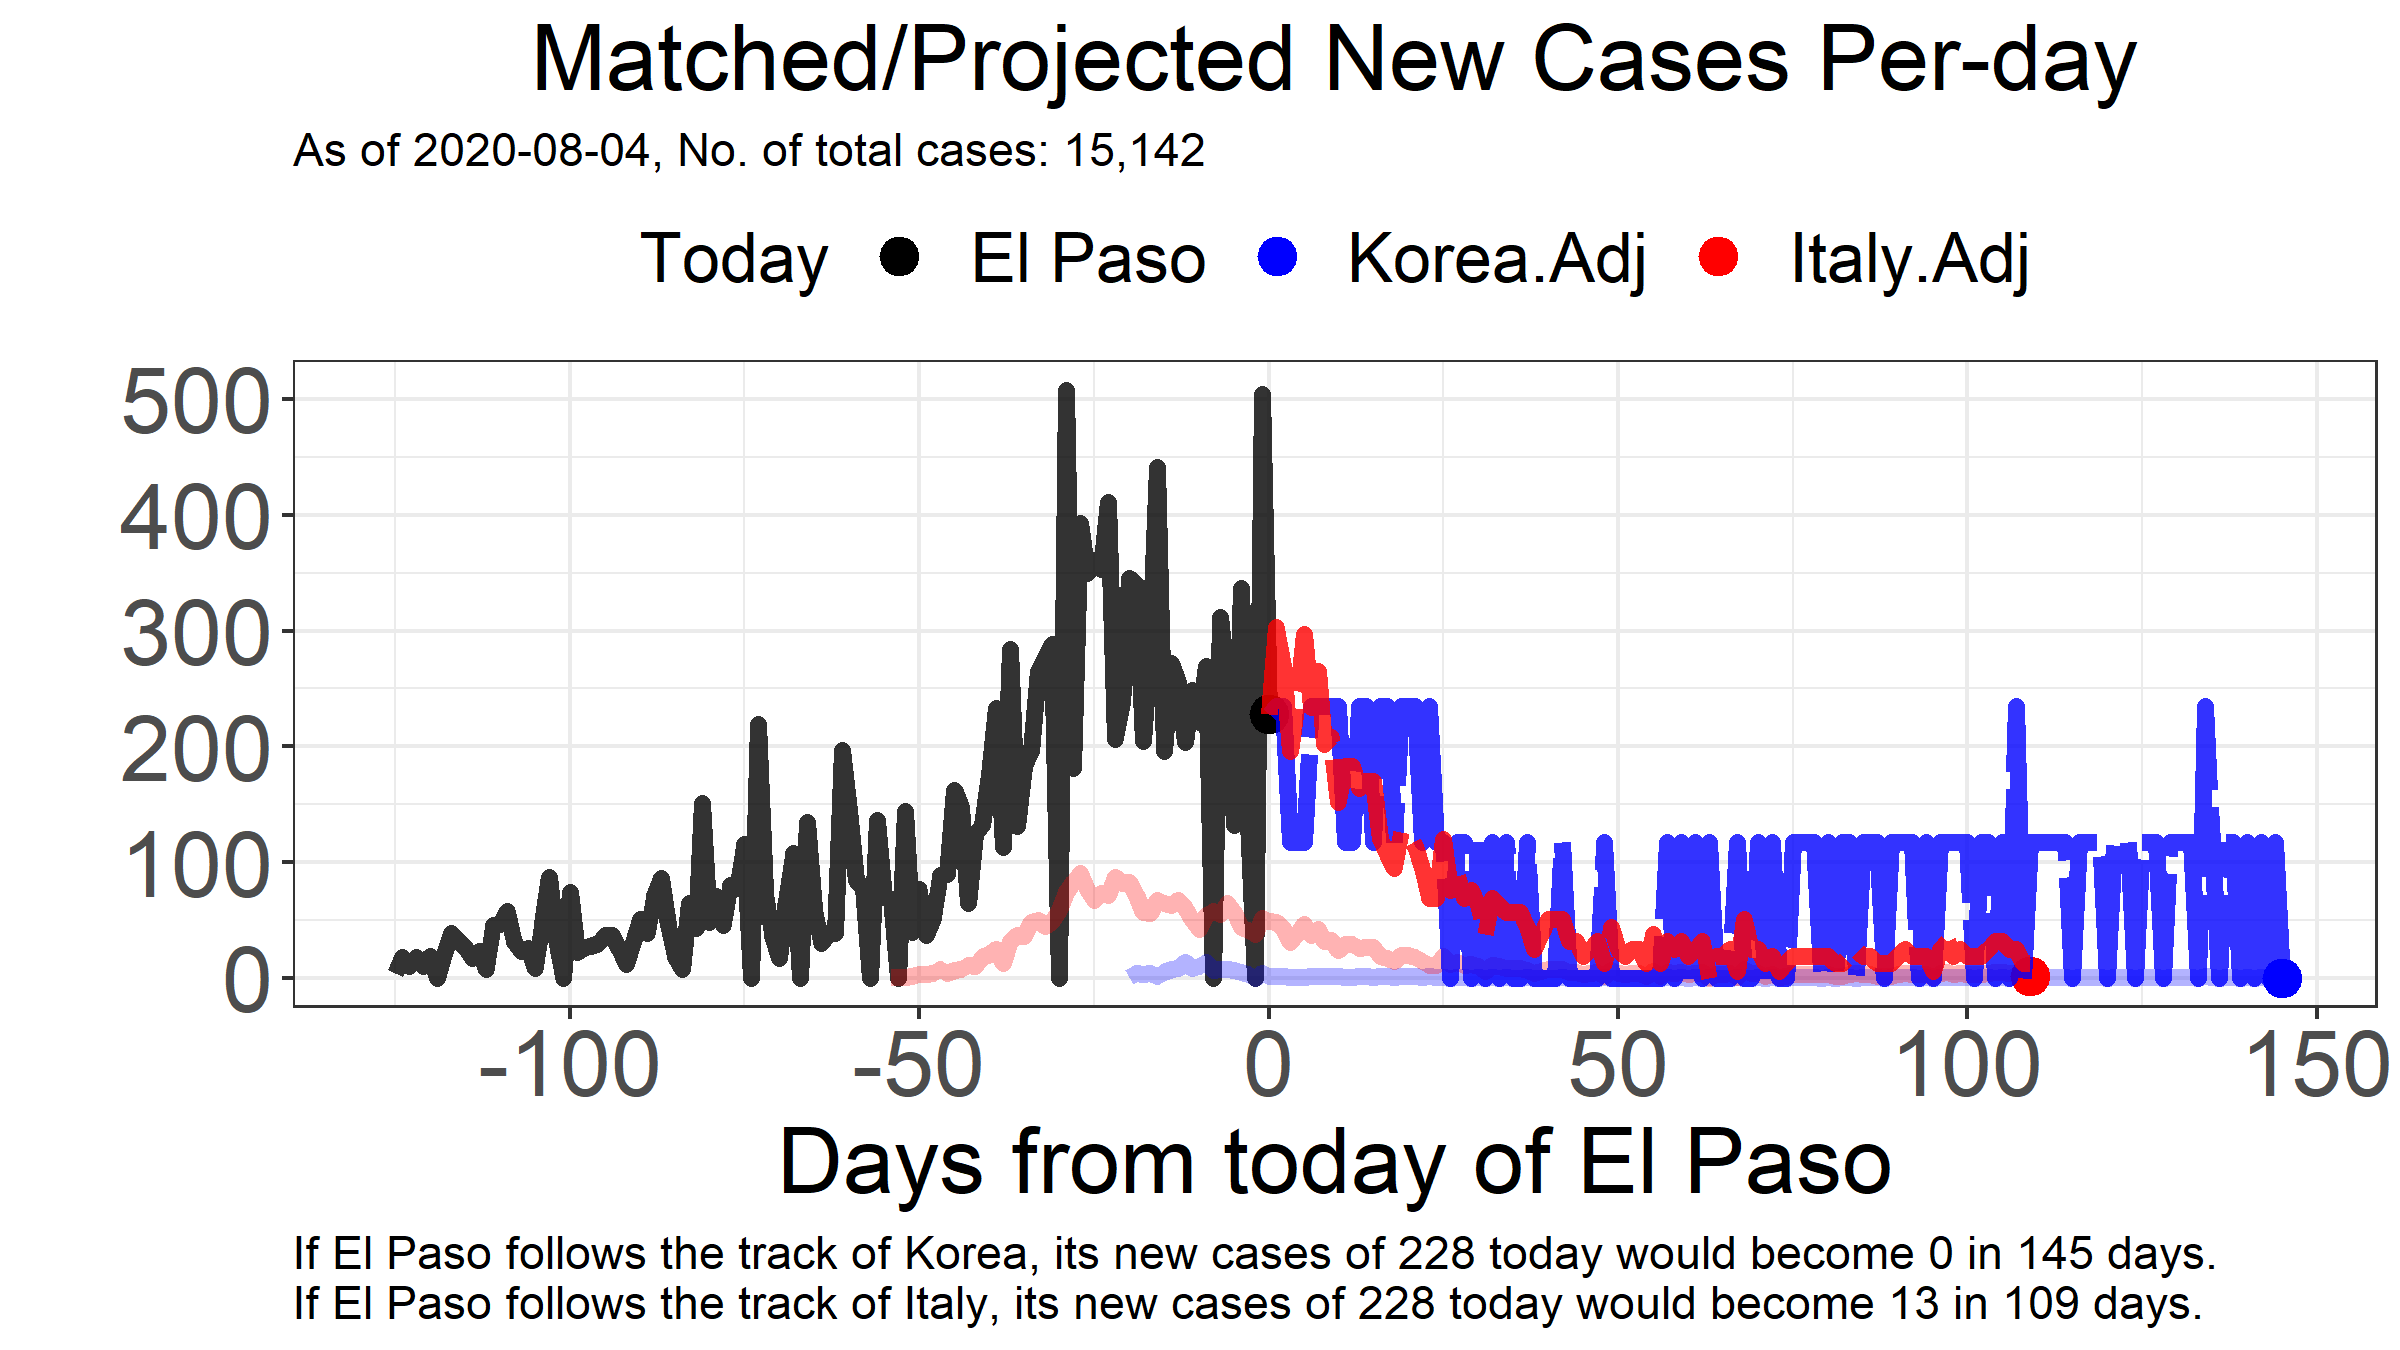 Matched/Projected New Cases Per-day
As of 2020-08-04, No. of total cases: 15,142
Today El Paso Korea.Adj Italy.Adj
500
400
300
200
100
0
-100 -50 0 50 100 150
Days from today of El Paso
If El Paso follows the track of Korea, its new cases of 228 today would become 0 in 145 days.
If El Paso follows the track of Italy, its new cases of 228 today would become 13 in 109 days.